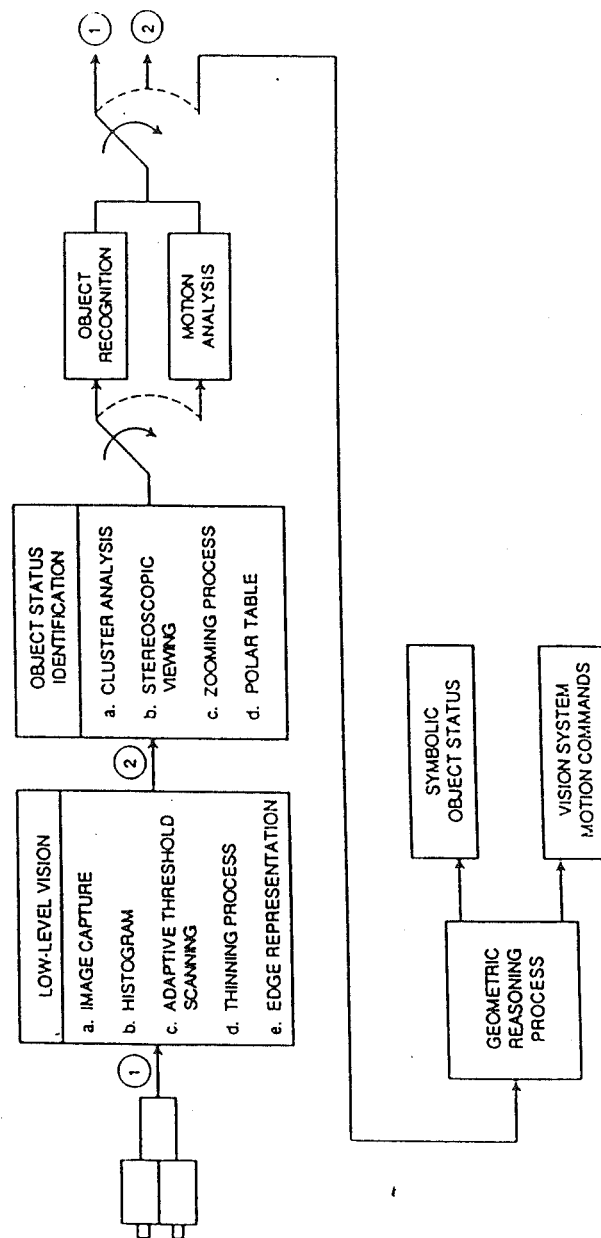 1
LOW-LEVEL VISION
a. IMAGE CAPTURE
b. HISTOGRAM
c. ADAPTIVE THRESHOLD
SCANNING
d. THINNING PROCESS
e. EDGE REPRESENTATION
2
OBJECT STATUS
IDENTIFICATION
a. CLUSTER ANALYSIS
b. STEREOSCOPIC
VIEWING
c. ZOOMING PROCESS
d. POLAR TABLE
OBJECT
RECOGNITION
MOTION
ANALYSIS
1
2
GEOMETRIC
REASONING
PROCESS
SYMBOLIC
OBJECT STATUS
VISION SYSTEM
MOTION COMMANDS